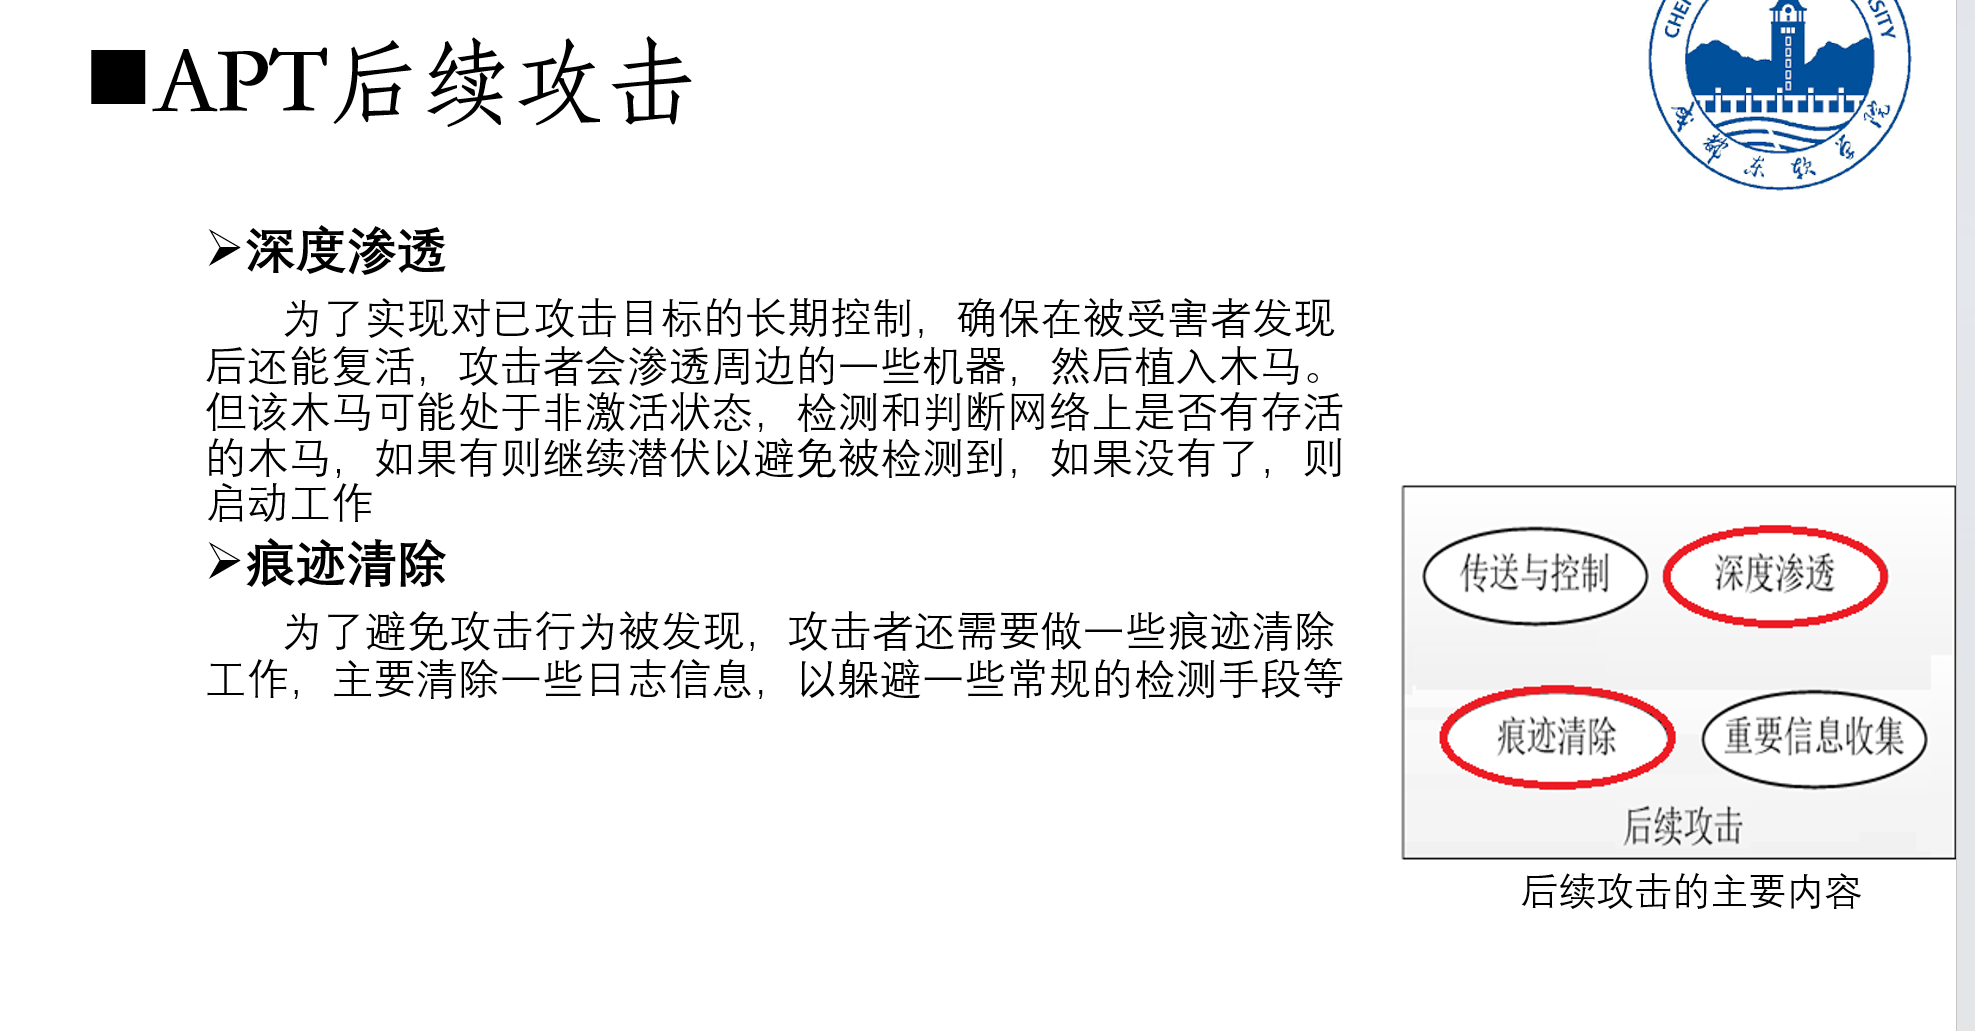 ■APT后续攻击
CHEN
RSITY
成都东软学院
➢深度渗透
为了实现对已攻击目标的长期控制，确保在被受害者发现
后还能复活，攻击者会渗透周边的一些机器，然后植入木马。
但该木马可能处于非激活状态，检测和判断网络上是否有存活
的木马，如果有则继续潜伏以避免被检测到，如果没有了，则
启动工作
➢痕迹清除
为了避免攻击行为被发现，攻击者还需要做一些痕迹清除
工作，主要清除一些日志信息，以躲避一些常规的检测手段等
传送与控制
深度渗透
痕迹清除
重要信息收集
后续攻击
后续攻击的主要内容